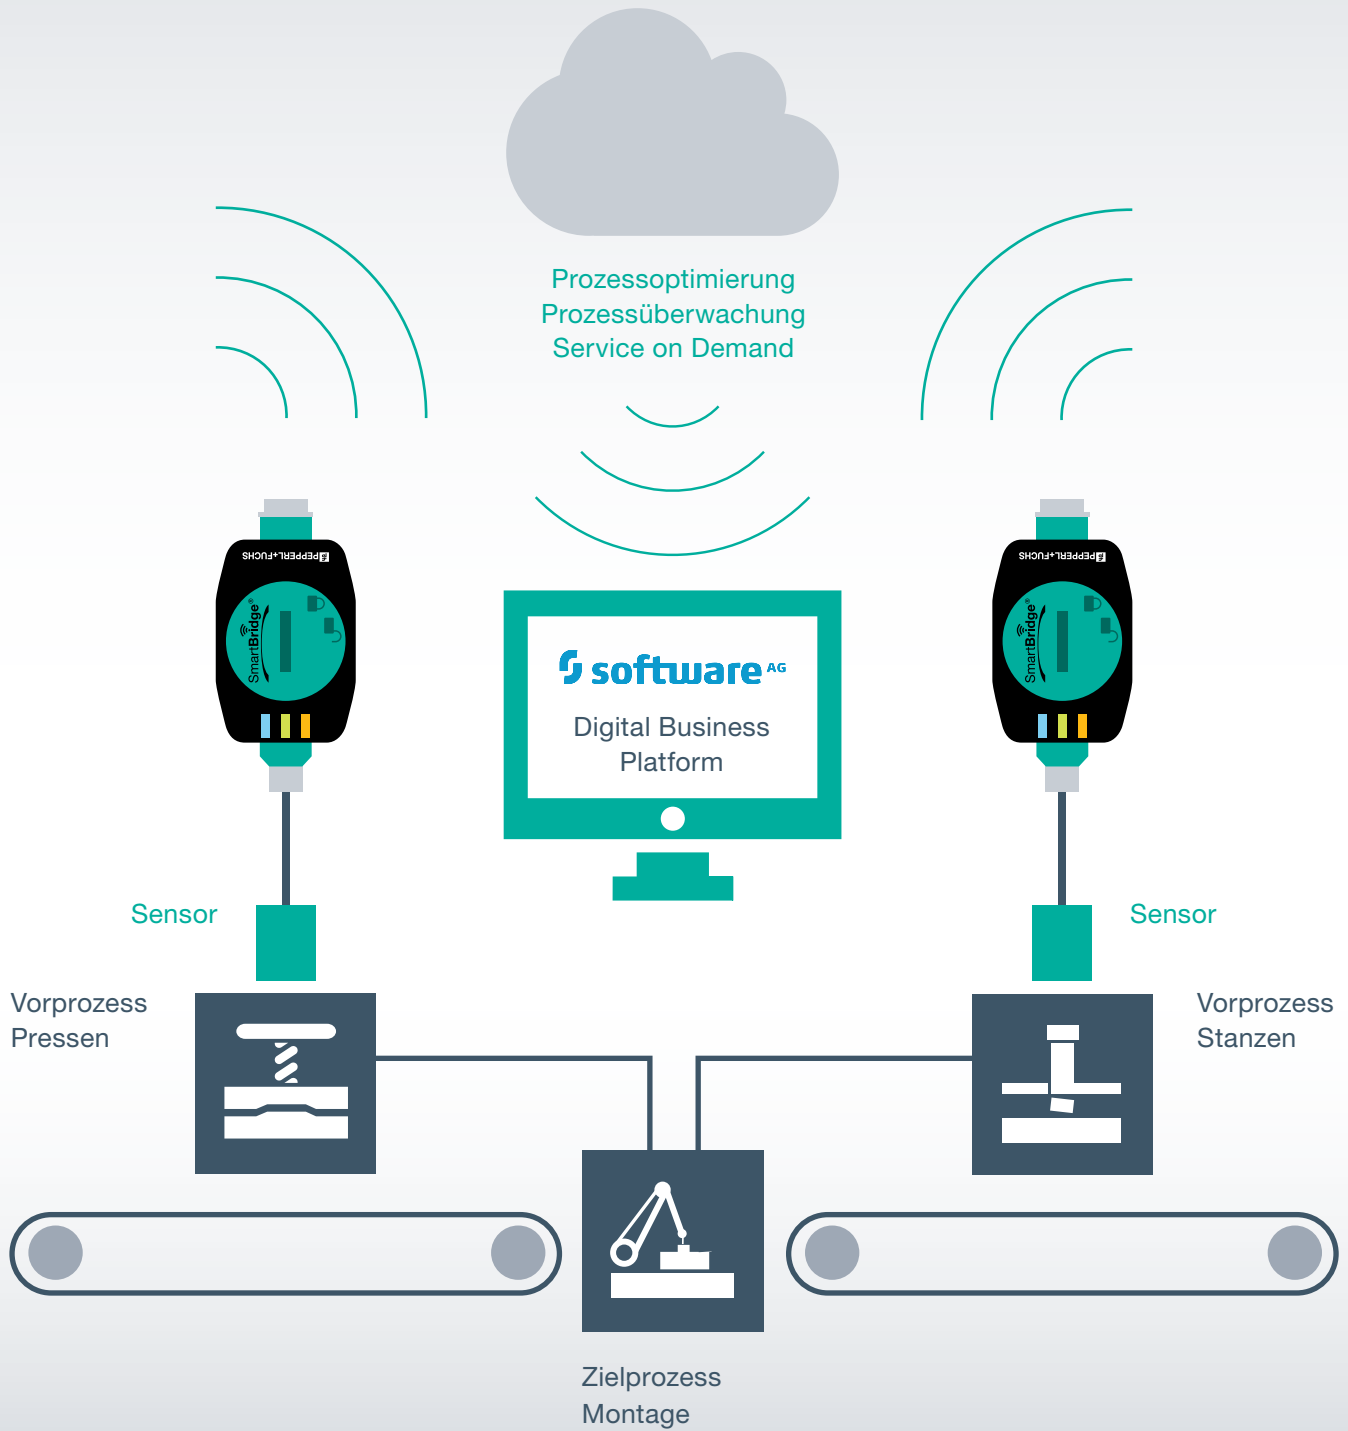 Prozessoptimierung
Prozessüberwachung
Service on Demand
PEPPERL+FUCHS
SmartBridge®
PEPPERL+FUCHS
SmartBridge®
software AG
Digital Business
Platform
Sensor
Sensor
Vorprozess
Pressen
Vorprozess
Stanzen
Zielprozess
Montage